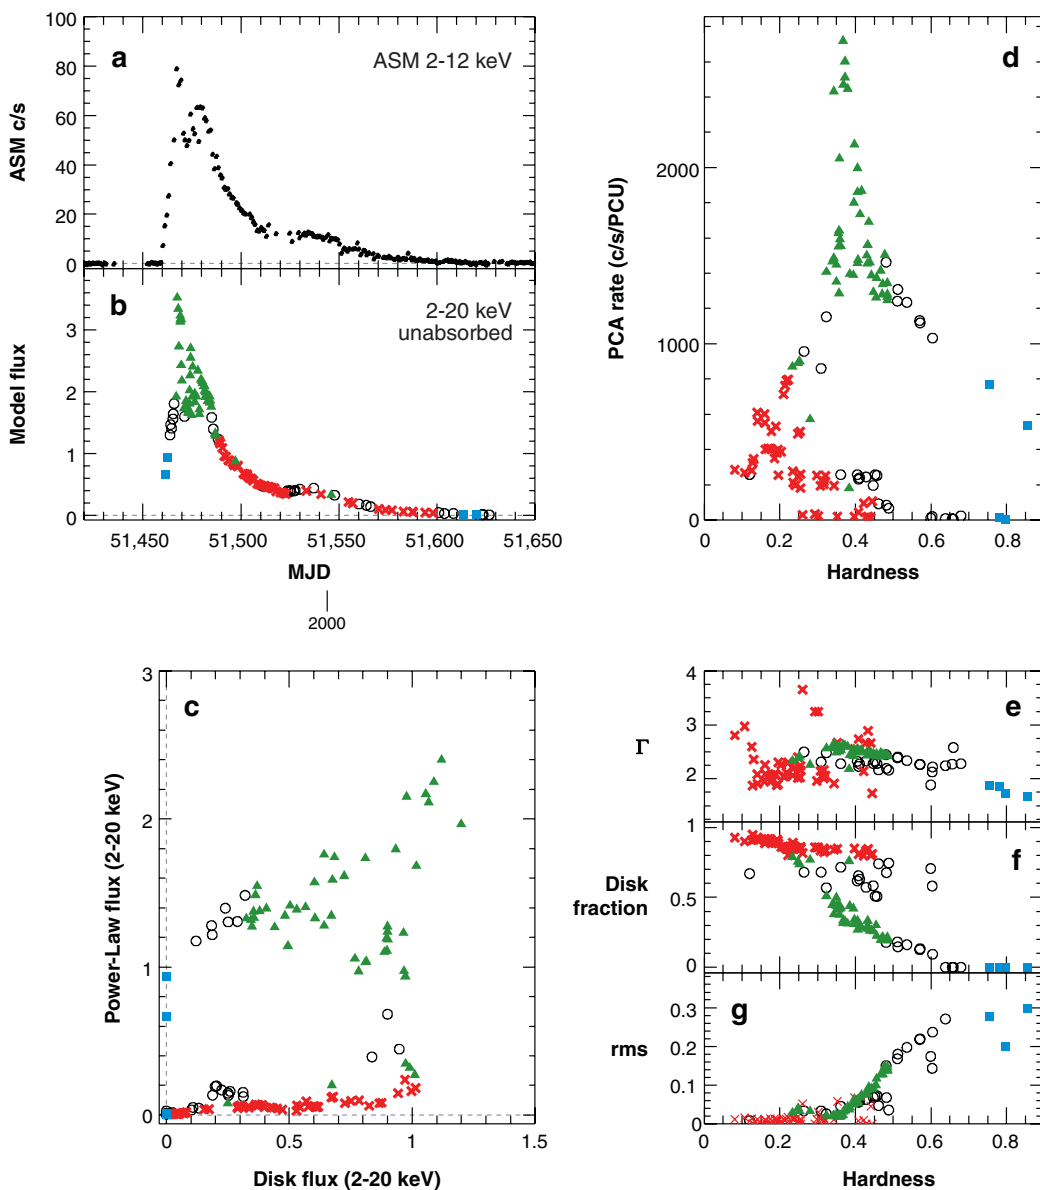 a
ASM 2-12 keV
ASM c/s
100
80
60
40
20
0
b
2-20 keV
unabsorbed
Model flux
3
2
1
0
51,450
51,500
51,550
51,600
51,650
MJD
2000
d
PCA rate (c/s/PCU)
2000
1000
0
0
0.2
0.4
0.6
0.8
Hardness
c
Power-Law flux (2-20 keV)
3
2
1
0
0
0.5
1
1.5
Disk flux (2-20 keV)
e
Γ
4
3
2
f
Disk
fraction
1
0.5
0
g
rms
0.3
0.2
0.1
0
0
0.2
0.4
0.6
0.8
Hardness